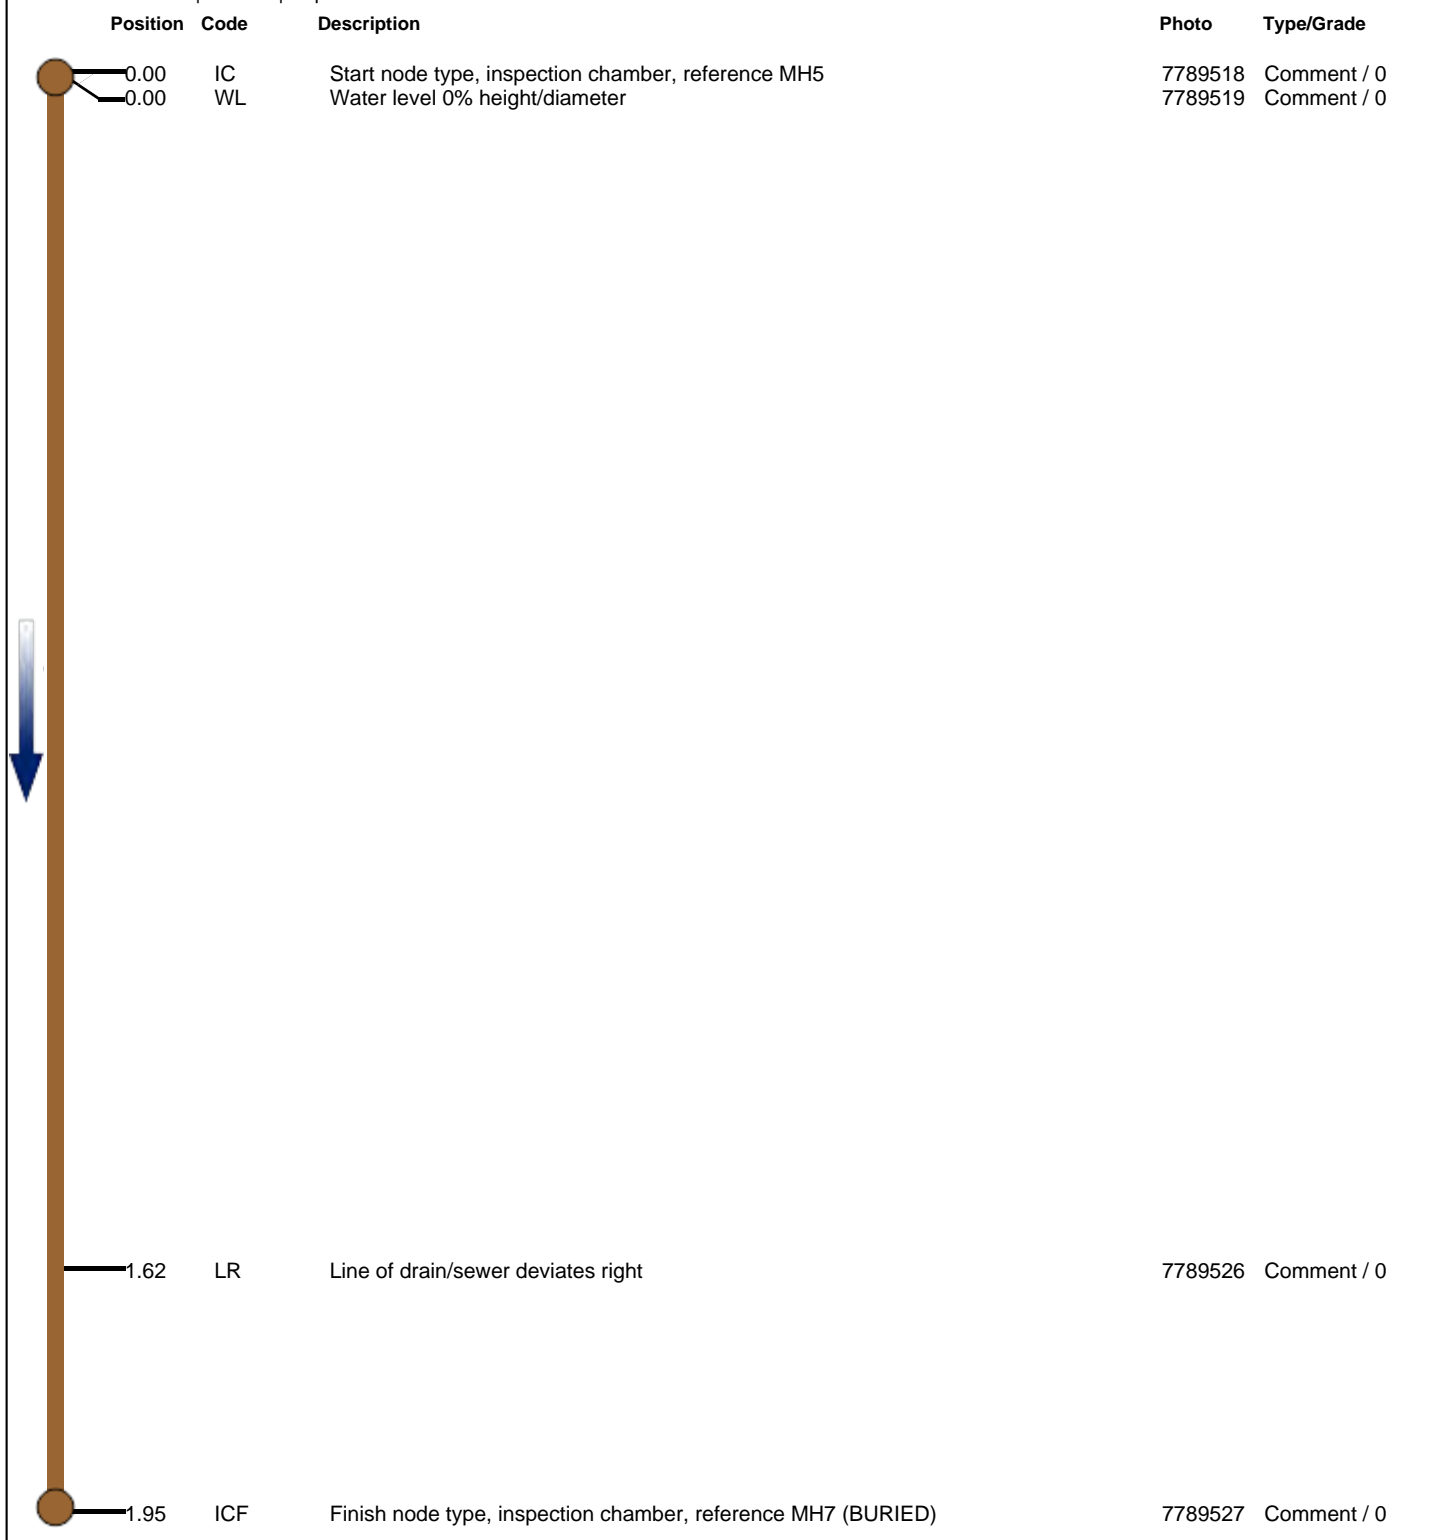 Position Code Description Photo Type/Grade
0.00 IC Start node type, inspection chamber, reference MH5 7789518 Comment / 0
0.00 WL Water level 0% height/diameter 7789519 Comment / 0
1.62 LR Line of drain/sewer deviates right 7789526 Comment / 0
1.95 ICF Finish node type, inspection chamber, reference MH7 (BURIED) 7789527 Comment / 0